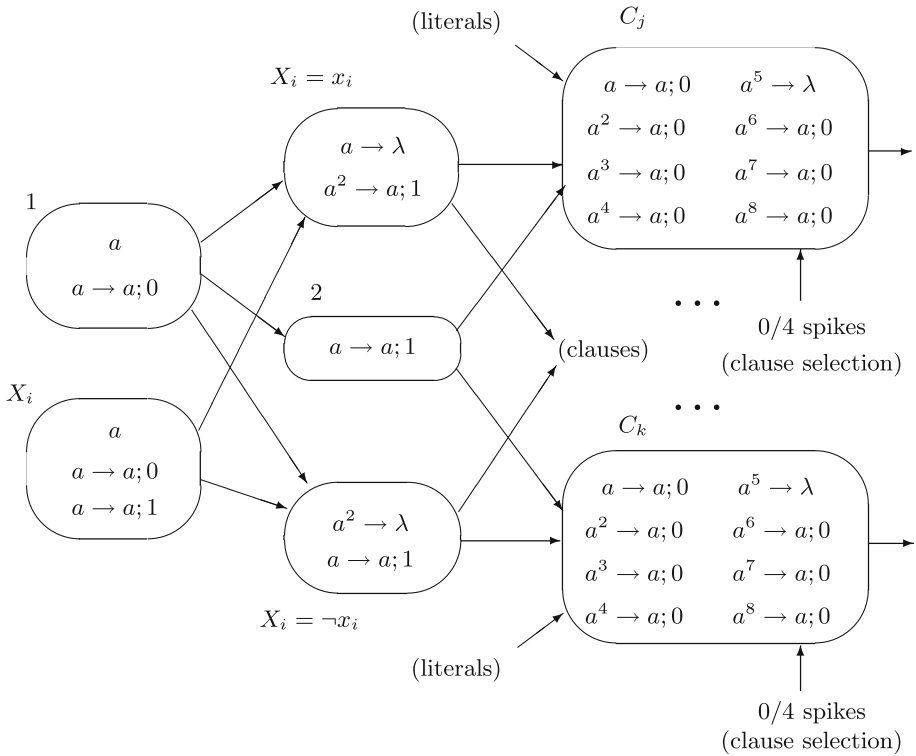 (literals)
C_j
a → a;0 a^5 → λ
a^2 → a;0 a^6 → a;0
a^3 → a;0 a^7 → a;0
a^4 → a;0 a^8 → a;0
0/4 spikes
(clause selection)
X_i = x_i
a → λ
a^2 → a;1
1
a
a → a;0
2
a → a;1
(clauses)
X_i
a
a → a;0
a → a;1
a^2 → λ
a → a;1
X_i = ¬x_i
• • •
• • •
C_k
a → a;0 a^5 → λ
a^2 → a;0 a^6 → a;0
a^3 → a;0 a^7 → a;0
a^4 → a;0 a^8 → a;0
(literals)
0/4 spikes
(clause selection)